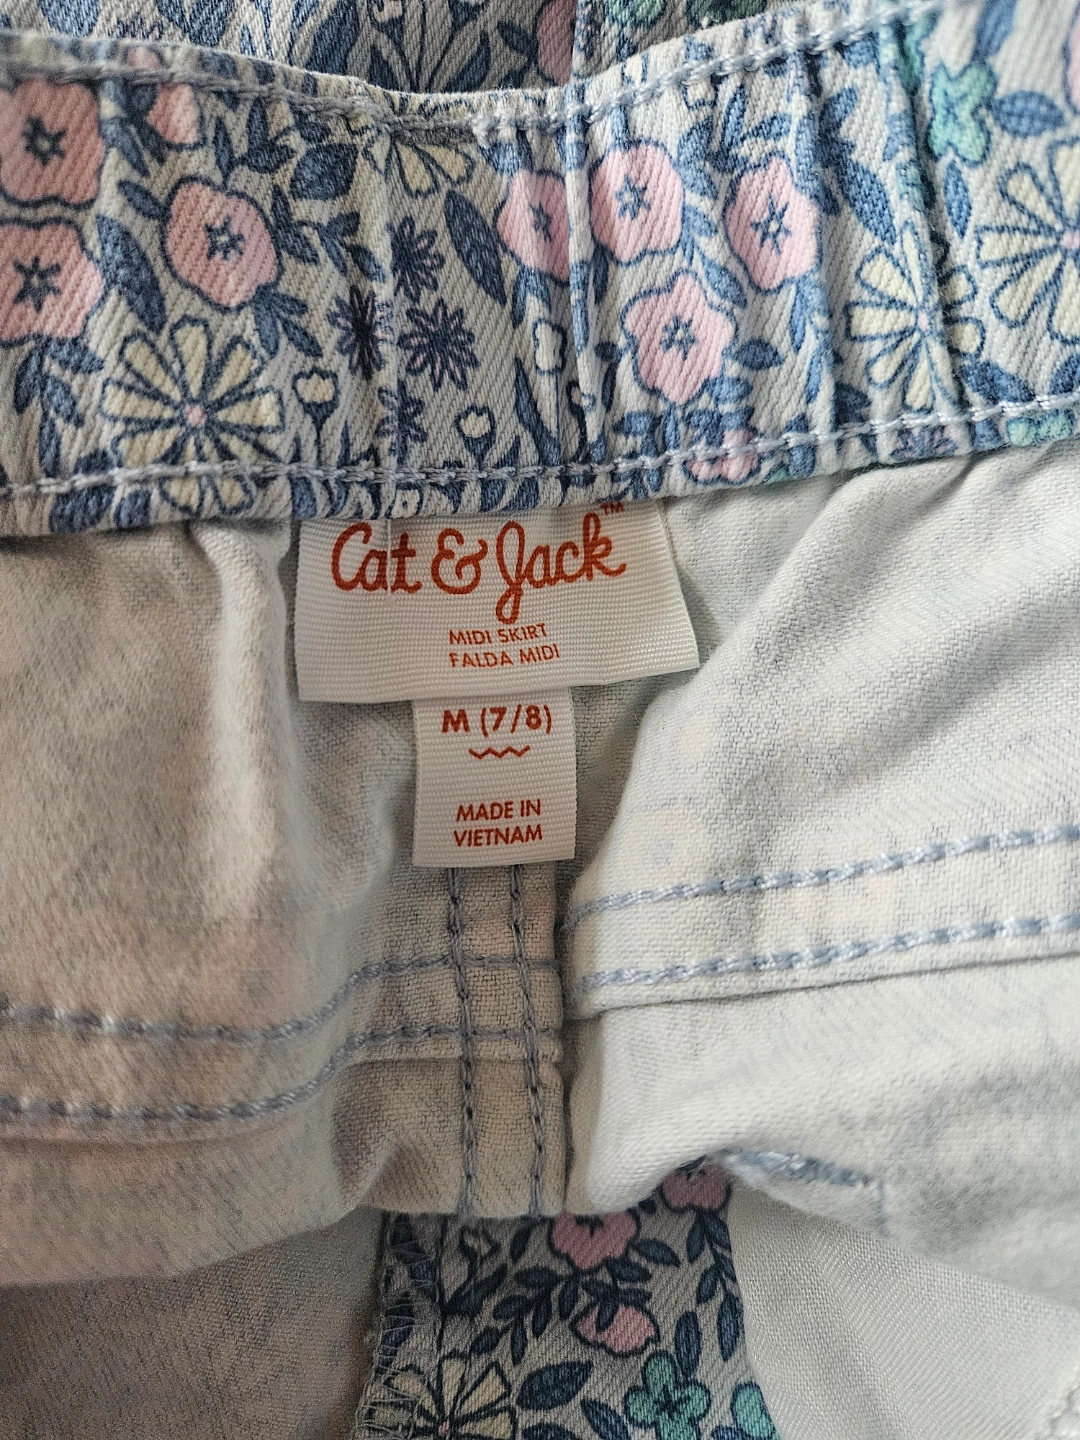 Cat & Jack™
MIDI SKIRT
FALDA MIDI
M (7/8)
MADE IN
VIETNAM